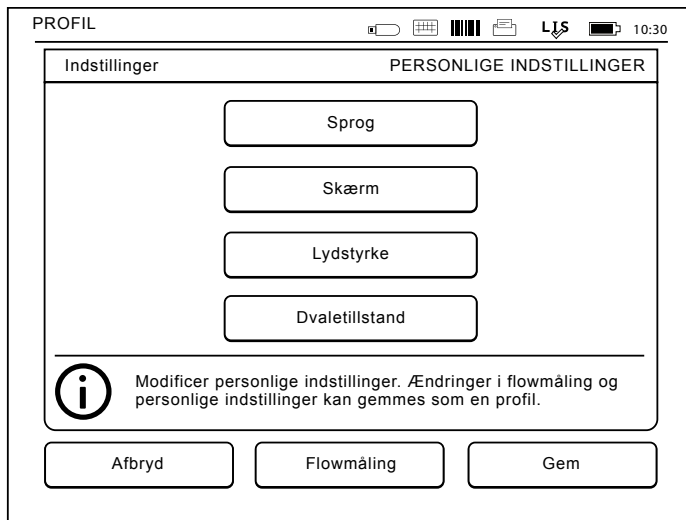 PROFIL
LIS
10:30
Indstillinger
PERSONLIGE INDSTILLINGER
Sprog
Skærm
Lydstyrke
Dvaletillstand
Modificer personlige indstillinger. Ændringer i flowmåling og
personlige indstillinger kan gemmes som en profil.
Afbryd
Flowmåling
Gem